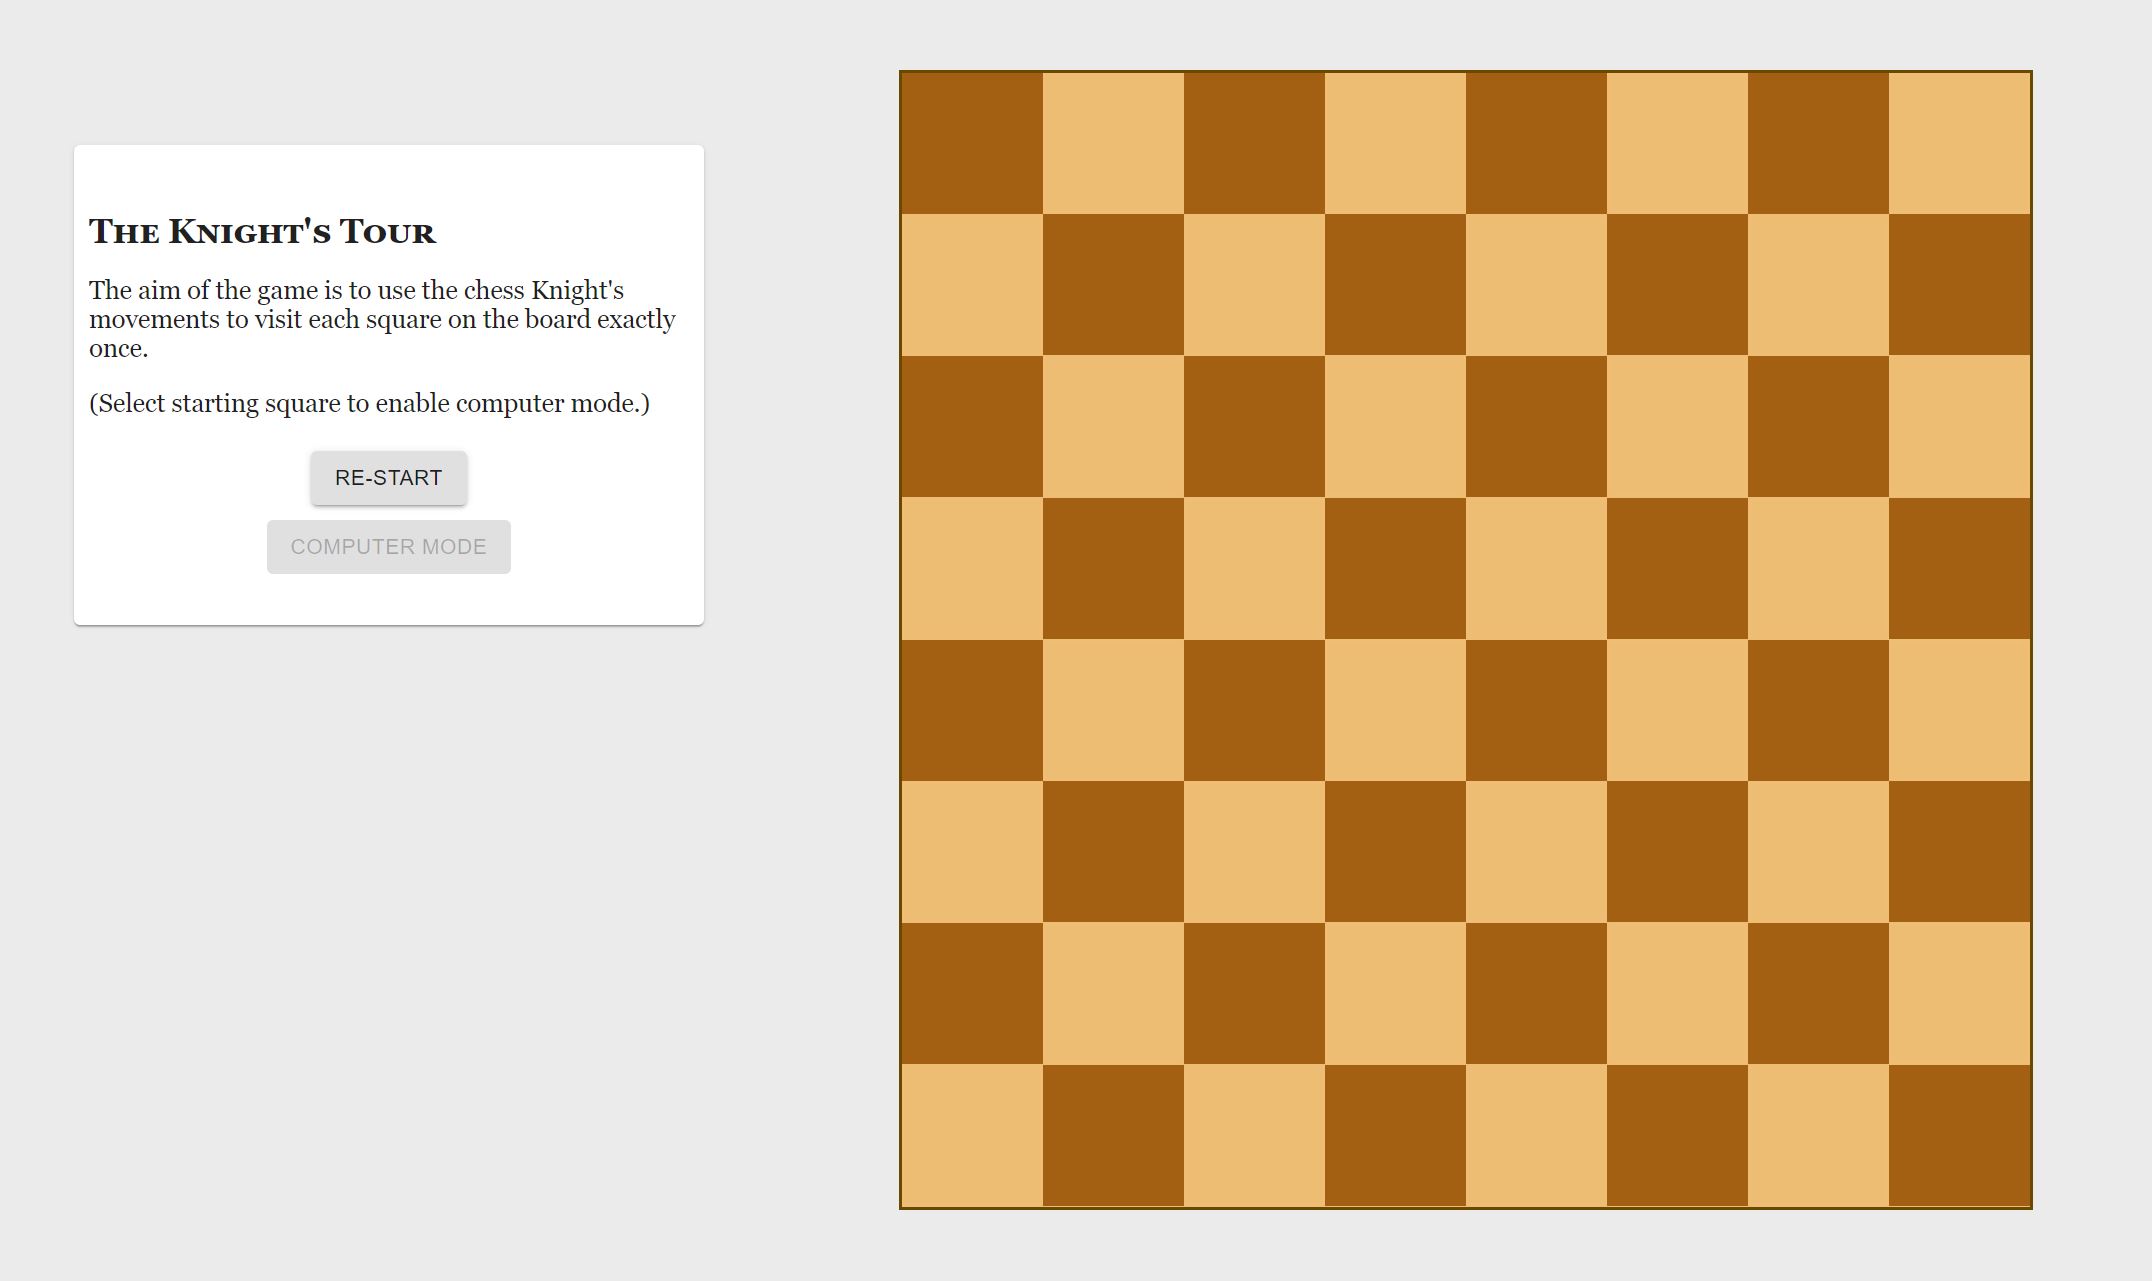 The Knight's Tour
The aim of the game is to use the chess Knight's
movements to visit each square on the board exactly
once.
(Select starting square to enable computer mode.)
RE-START
COMPUTER MODE